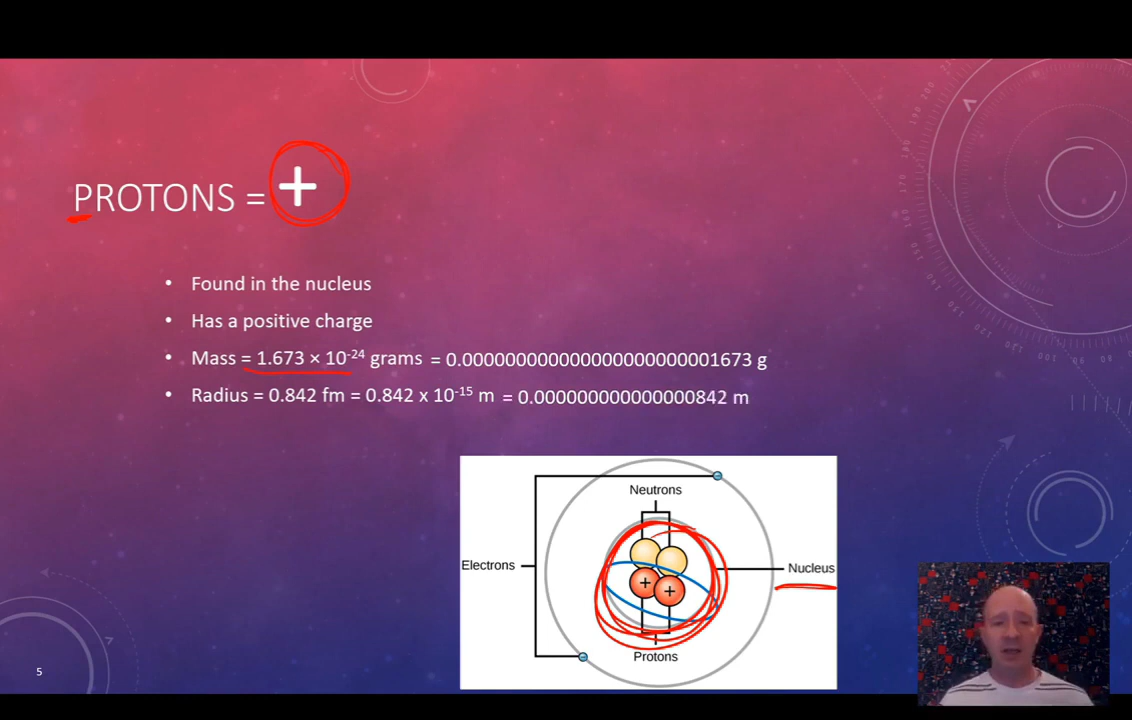 PROTONS = +
• Found in the nucleus
• Has a positive charge
• Mass = 1.673 × 10⁻²⁴ grams = 0.000000000000000000000001673 g
• Radius = 0.842 fm = 0.842 x 10⁻¹⁵ m = 0.000000000000000842 m
Neutrons
Electrons
Nucleus
+ +
Protons
5